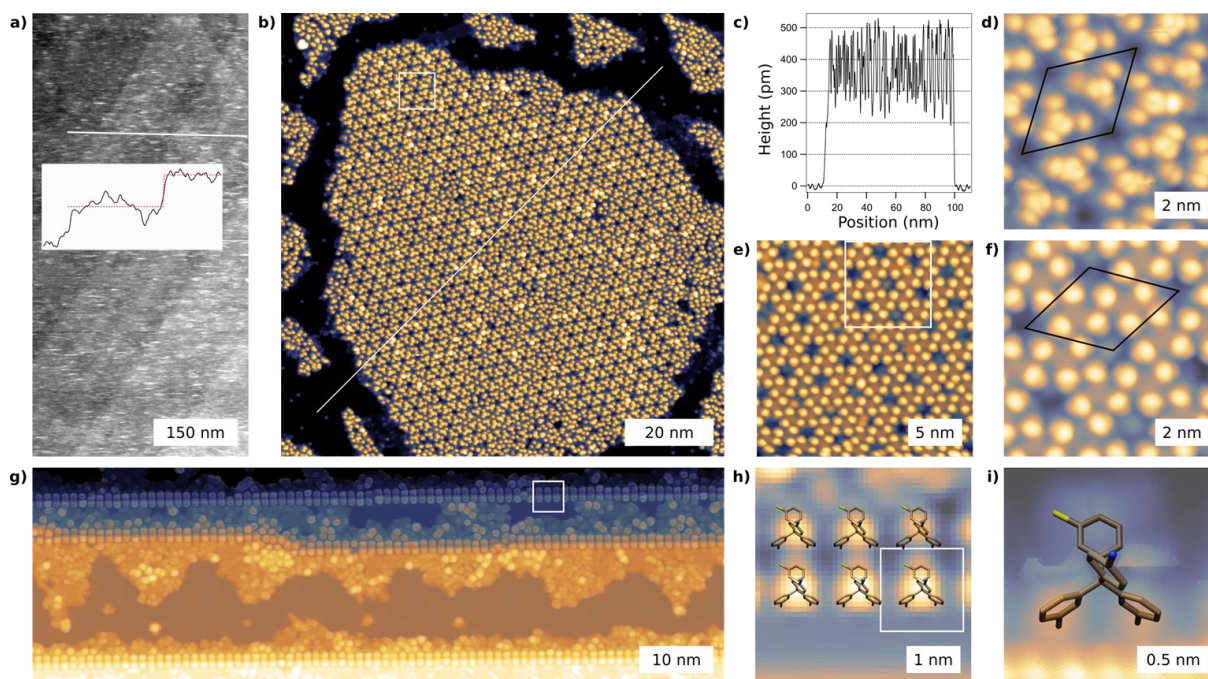 a)
150 nm
b)
20 nm
c)
Height (pm)
500
400
300
200
100
0
0 20 40 60 80 100
Position (nm)
d)
2 nm
e)
5 nm
f)
2 nm
g)
10 nm
h)
1 nm
i)
0.5 nm